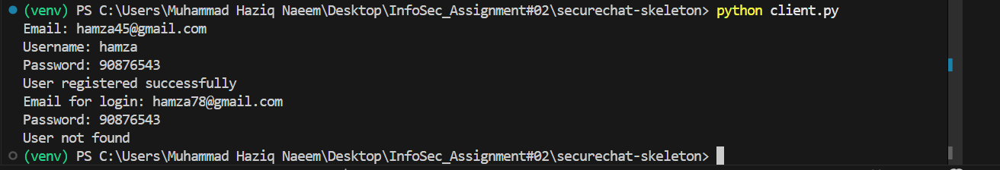 (venv) PS C:\Users\Muhammad Haziq Naeem\Desktop\InfoSec_Assignment#02\securechat-skeleton> python client.py
Email: hamza45@gmail.com
Username: hamza
Password: 90876543
User registered successfully
Email for login: hamza78@gmail.com
Password: 90876543
User not found
(venv) PS C:\Users\Muhammad Haziq Naeem\Desktop\InfoSec_Assignment#02\securechat-skeleton>